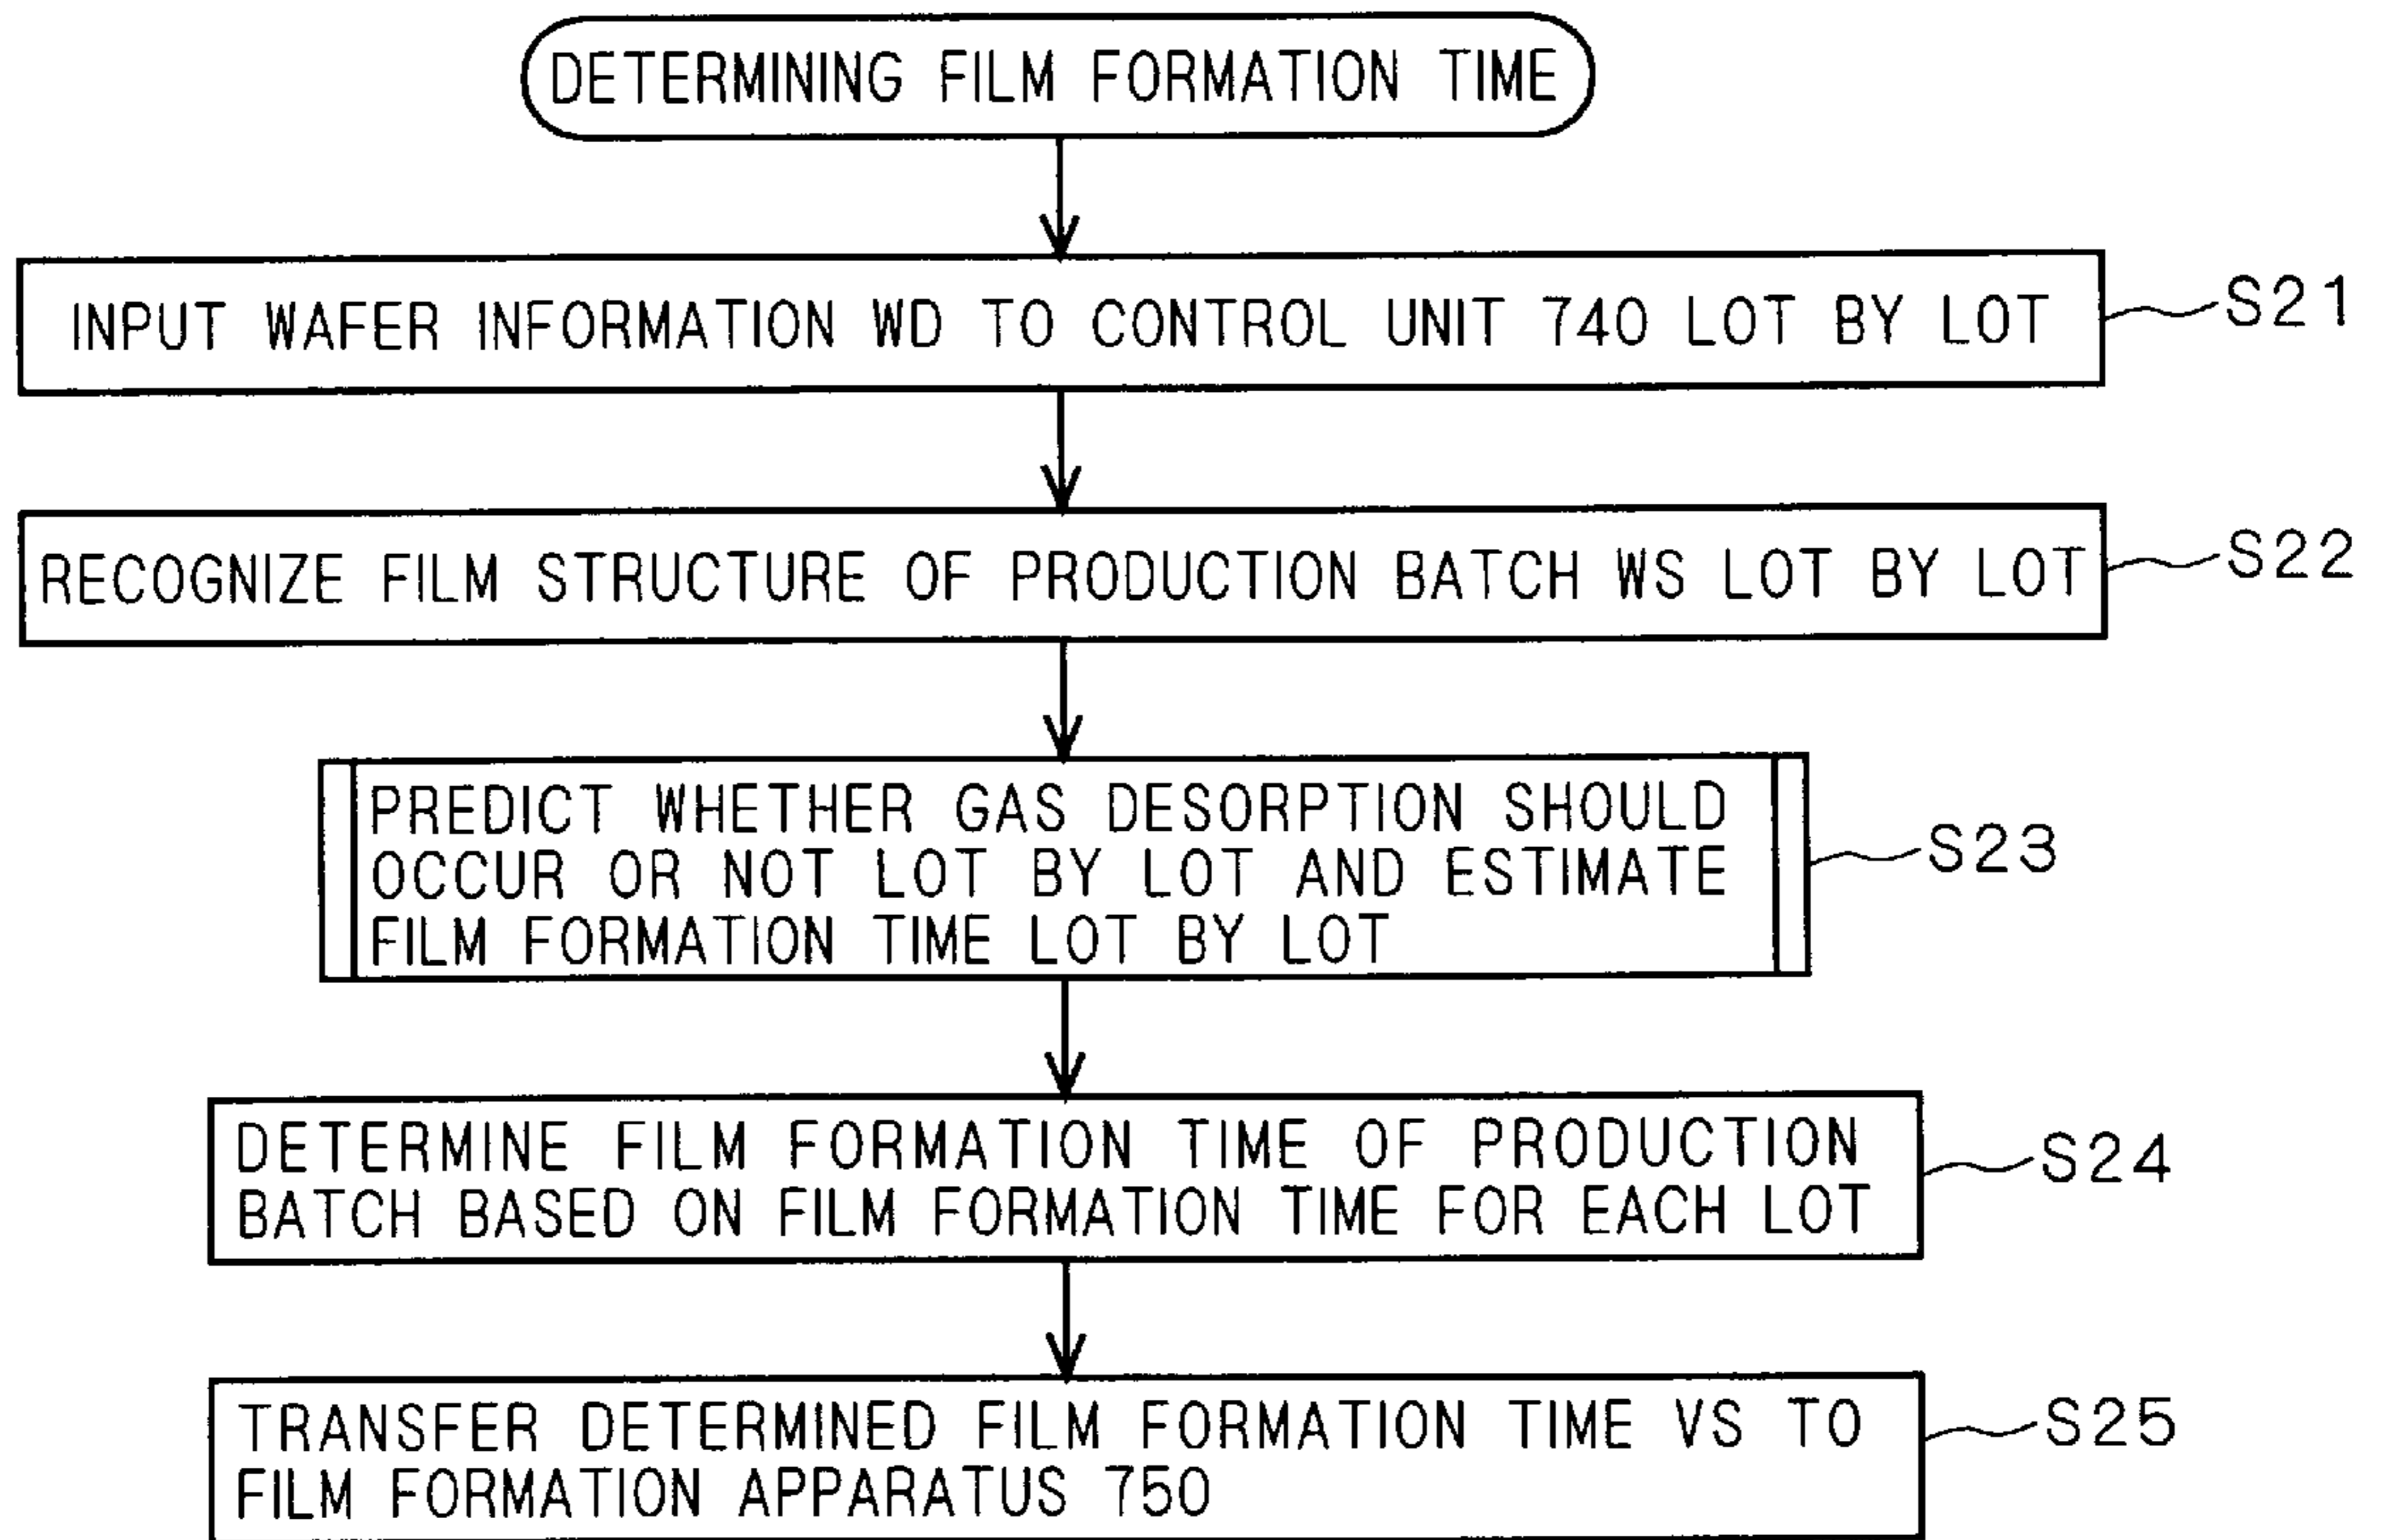 DETERMINING FILM FORMATION TIME
INPUT WAFER INFORMATION WD TO CONTROL UNIT 740 LOT BY LOT
S21
RECOGNIZE FILM STRUCTURE OF PRODUCTION BATCH WS LOT BY LOT
S22
PREDICT WHETHER GAS DESORPTION SHOULD
OCCUR OR NOT LOT BY LOT AND ESTIMATE
FILM FORMATION TIME LOT BY LOT
S23
DETERMINE FILM FORMATION TIME OF PRODUCTION
BATCH BASED ON FILM FORMATION TIME FOR EACH LOT
S24
TRANSFER DETERMINED FILM FORMATION TIME VS TO
FILM FORMATION APPARATUS 750
S25